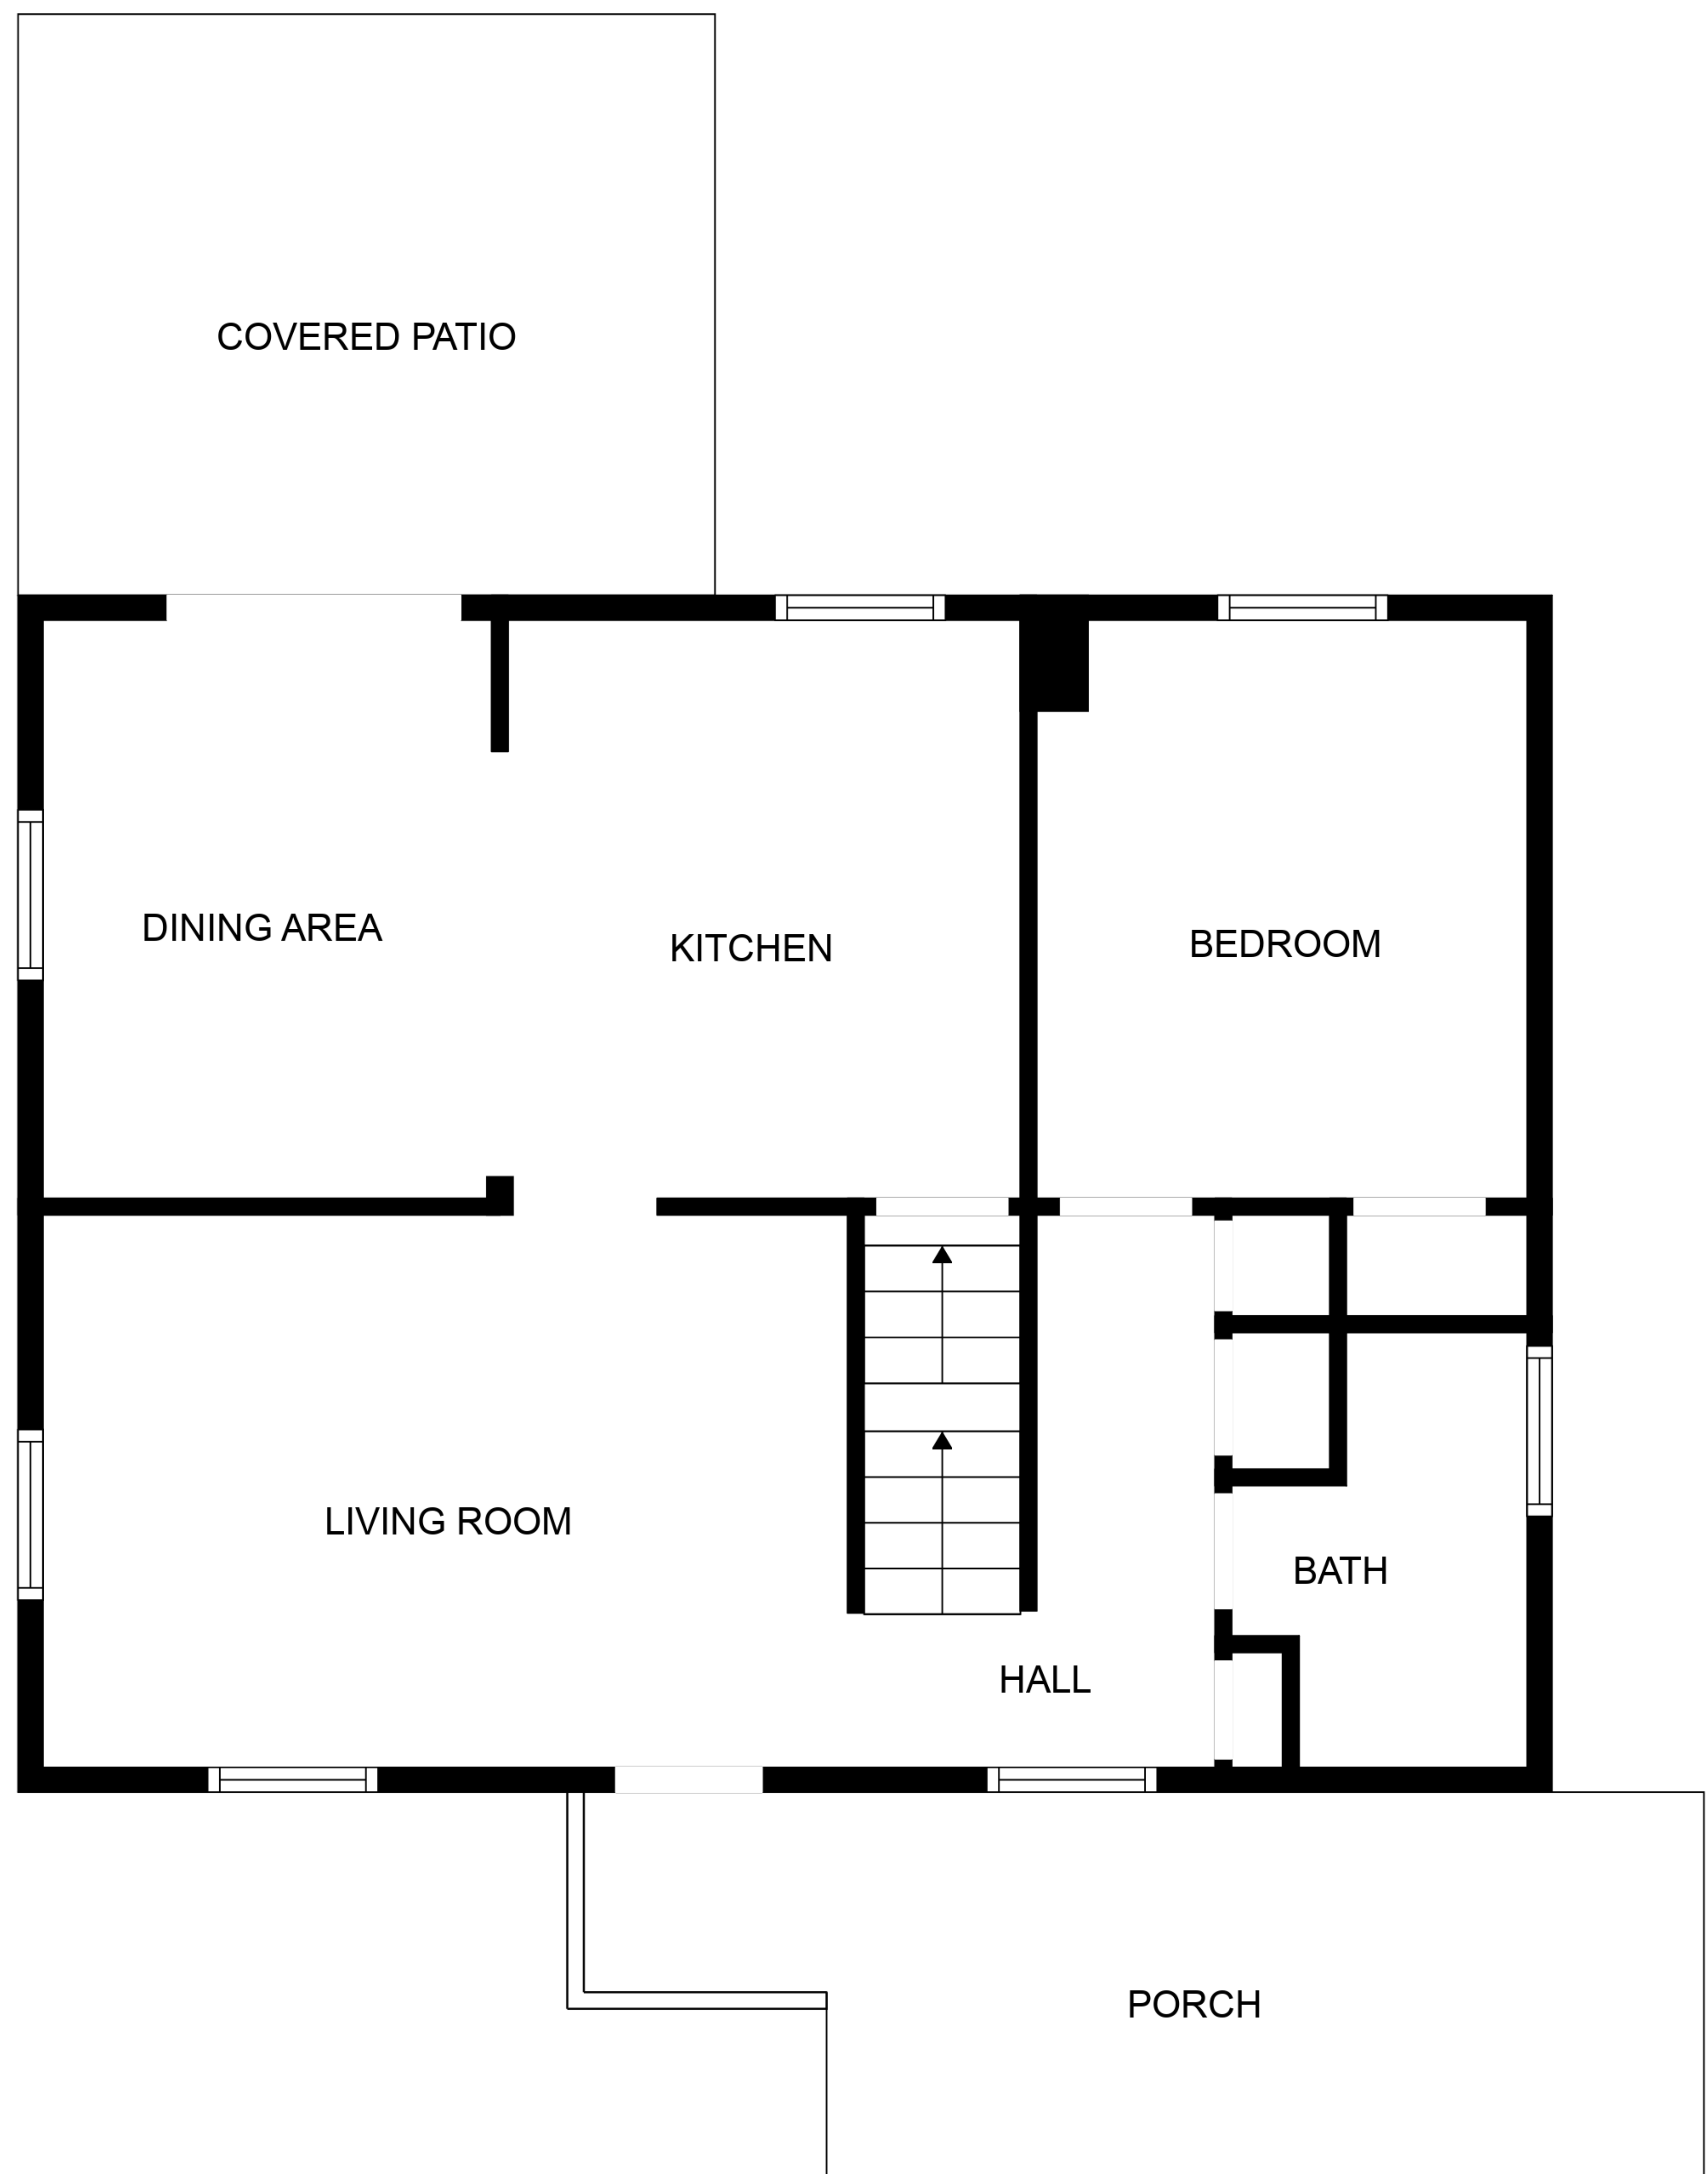 COVERED PATIO
DINING AREA
KITCHEN
BEDROOM
LIVING ROOM
BATH
HALL
PORCH